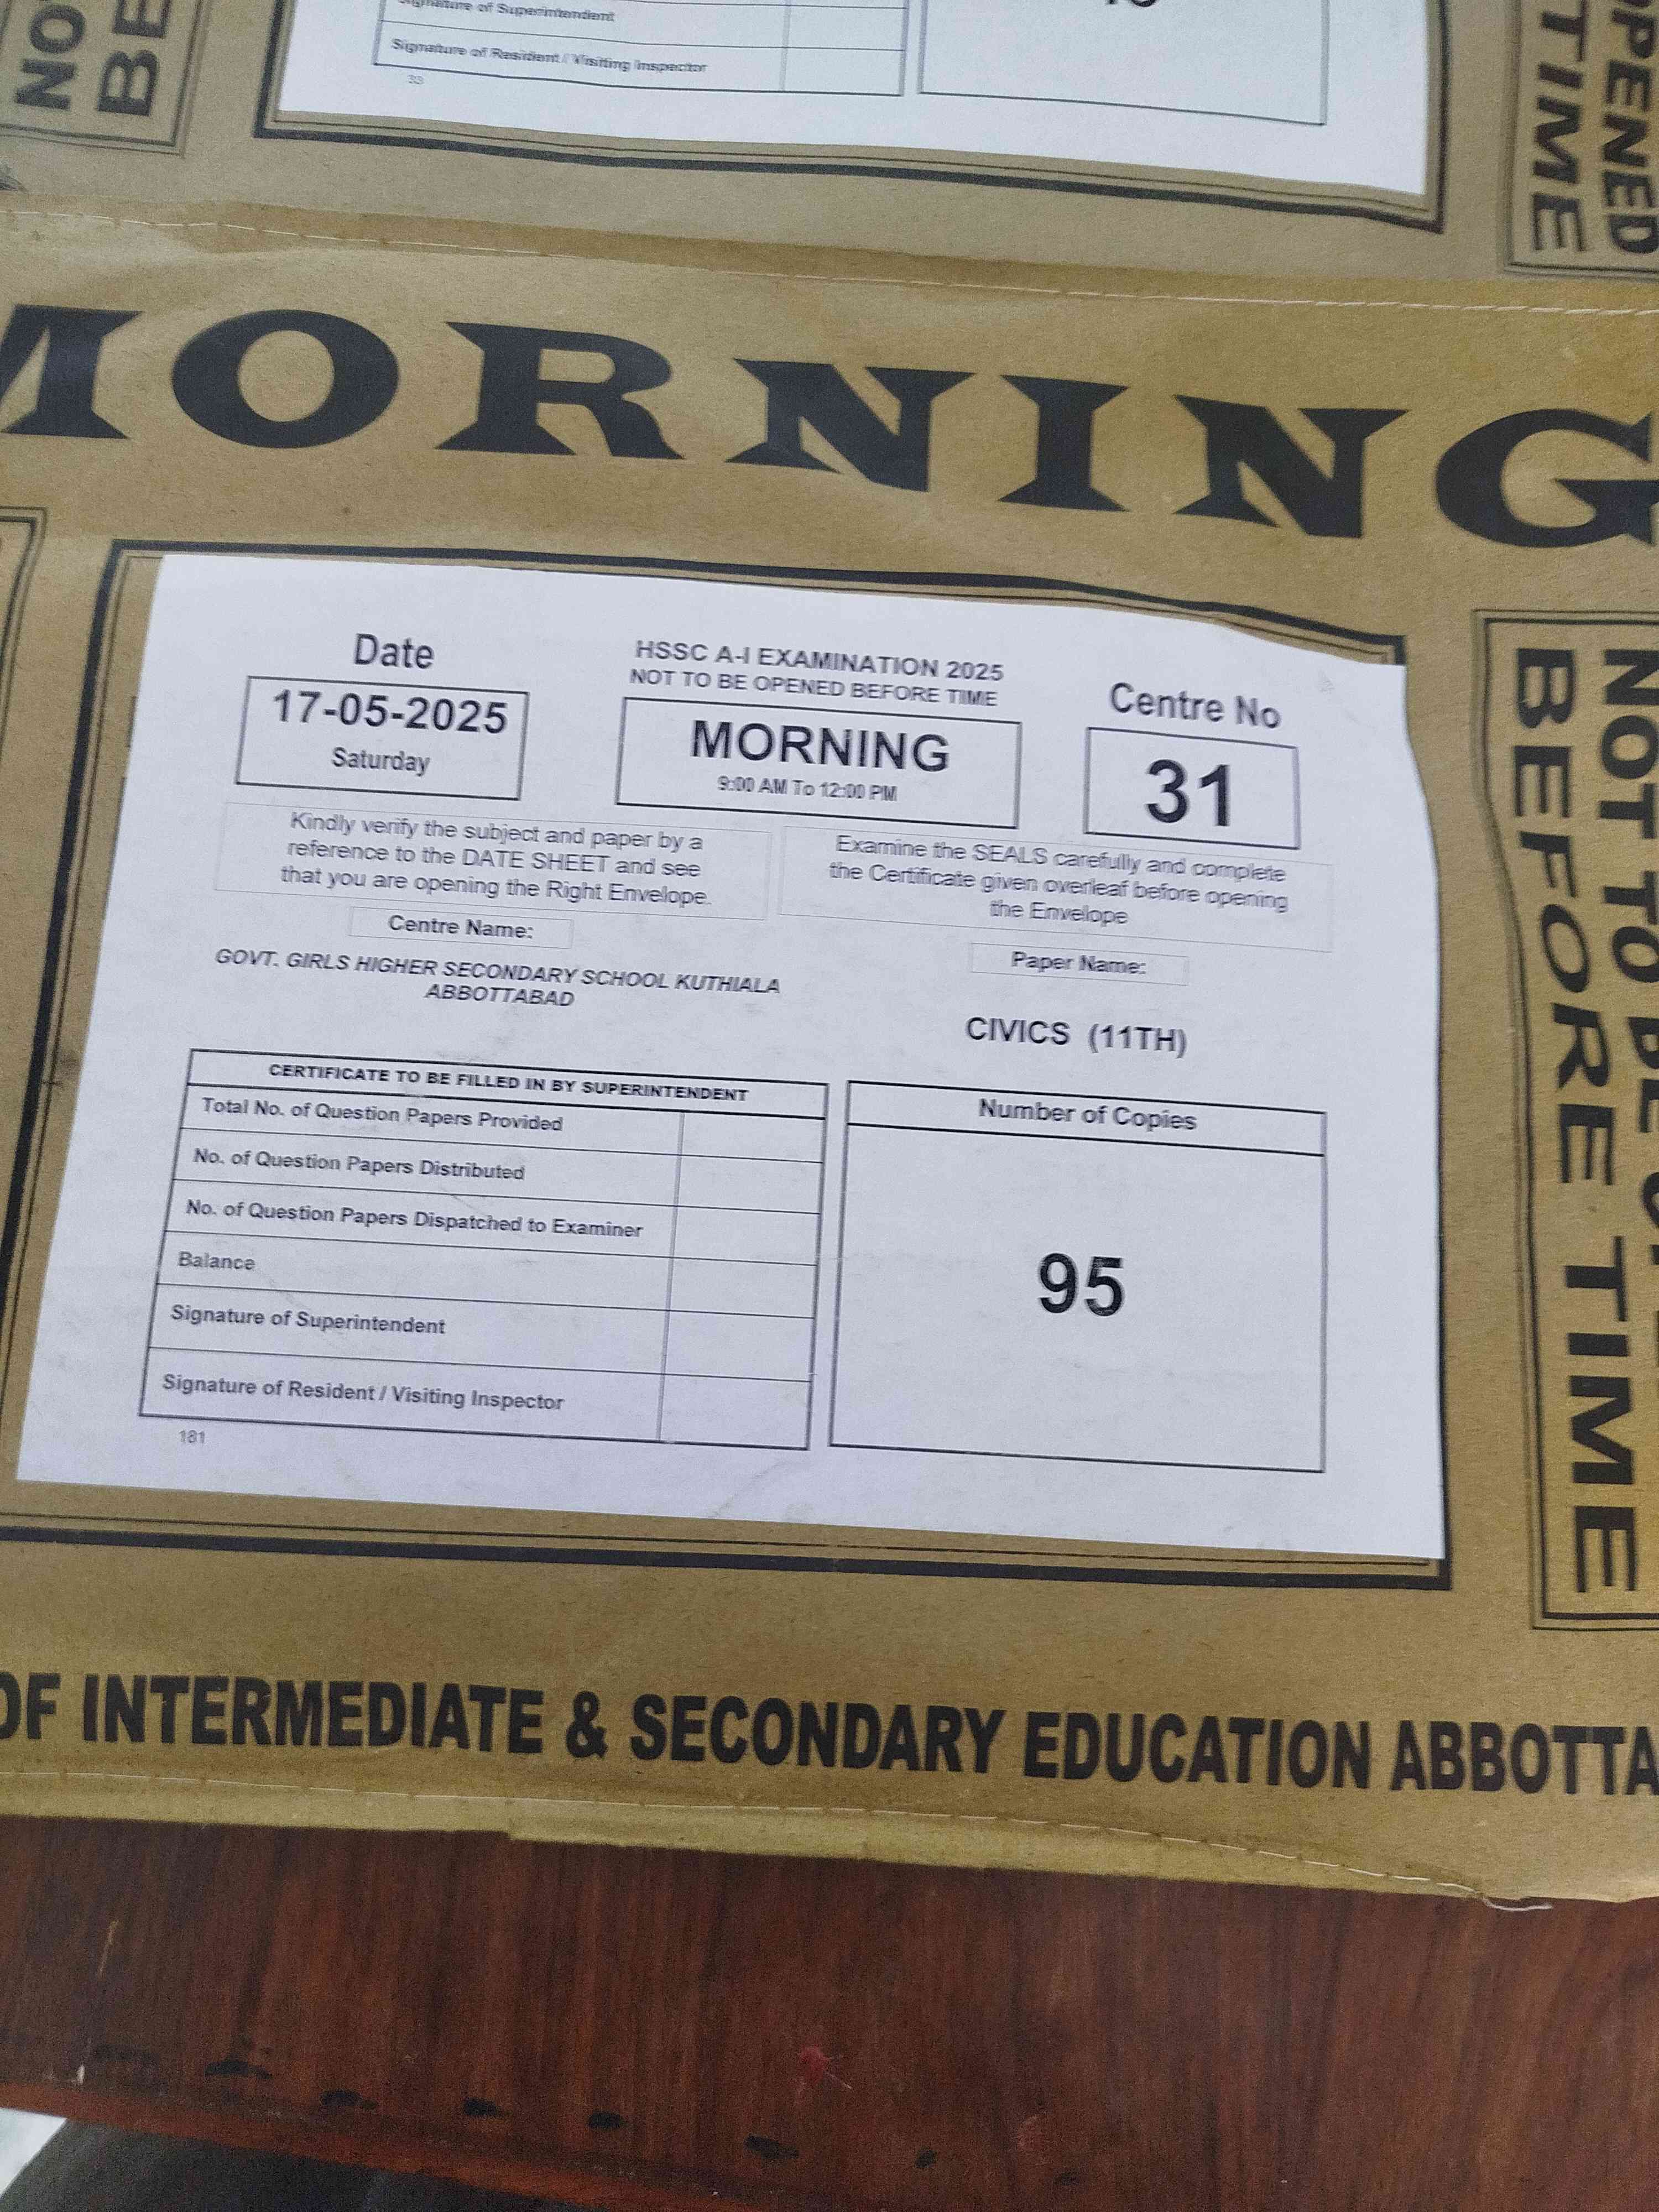 NO
BE
Signature of Superintendent
Signature of Resident / Visiting Inspector
33
OPENED
TIME
MORNING
Date
17-05-2025
Saturday
HSSC A-I EXAMINATION 2025
NOT TO BE OPENED BEFORE TIME
MORNING
9:00 AM To 12:00 PM
Centre No
31
Kindly verify the subject and paper by a
reference to the DATE SHEET and see
that you are opening the Right Envelope.
Examine the SEALS carefully and complete
the Certificate given overleaf before opening
the Envelope
Centre Name:
GOVT. GIRLS HIGHER SECONDARY SCHOOL KUTHIALA
ABBOTTABAD
Paper Name:
CIVICS (11TH)
CERTIFICATE TO BE FILLED IN BY SUPERINTENDENT
Total No. of Question Papers Provided
No. of Question Papers Distributed
No. of Question Papers Dispatched to Examiner
Balance
Signature of Superintendent
Signature of Resident / Visiting Inspector
181
Number of Copies
95
NOT TO BE
BEFORE TIME
OF INTERMEDIATE & SECONDARY EDUCATION ABBOTTA